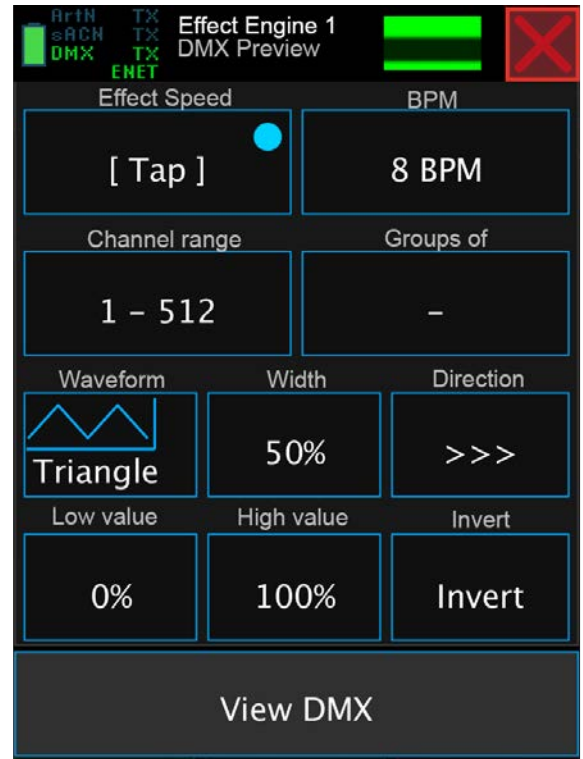 ArtN TX
sACN TX
DMX TX
ENET
Effect Engine 1
DMX Preview
Effect Speed
BPM
[ Tap ]
8 BPM
Channel range
Groups of
1 – 512
–
Waveform
Width
Direction
Triangle
50%
>>>
Low value
High value
Invert
0%
100%
Invert
View DMX